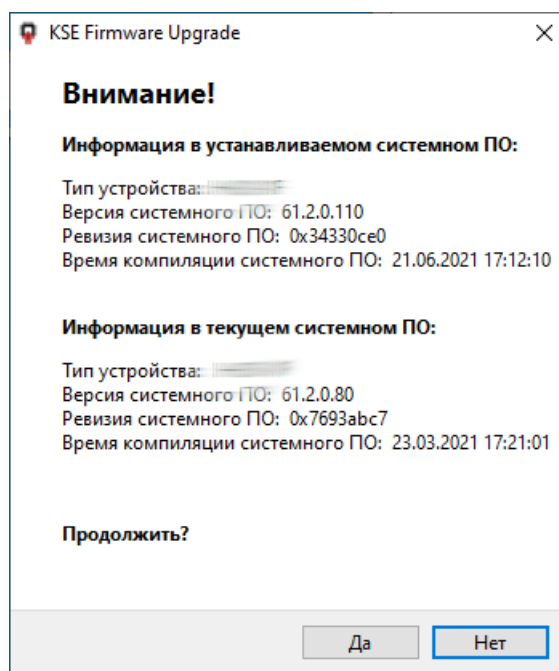 KSE Firmware Upgrade
Внимание!
Информация в устанавливаемом системном ПО:
Тип устройства:
Версия системного ПО: 61.2.0.110
Ревизия системного ПО: 0x34330ce0
Время компиляции системного ПО: 21.06.2021 17:12:10
Информация в текущем системном ПО:
Тип устройства:
Версия системного ПО: 61.2.0.80
Ревизия системного ПО: 0x7693abc7
Время компиляции системного ПО: 23.03.2021 17:21:01
Продолжить?
Да
Нет